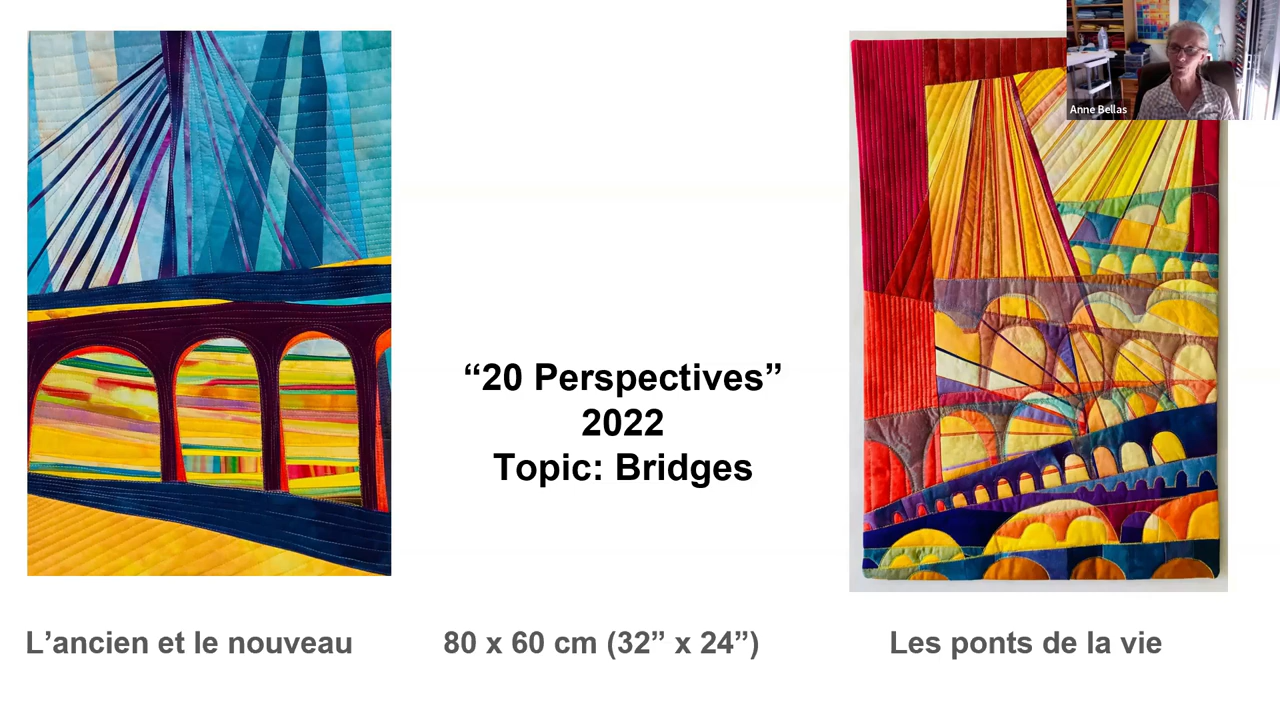 Anne Bellas
“20 Perspectives”
2022
Topic: Bridges
L’ancien et le nouveau
80 x 60 cm (32” x 24”)
Les ponts de la vie